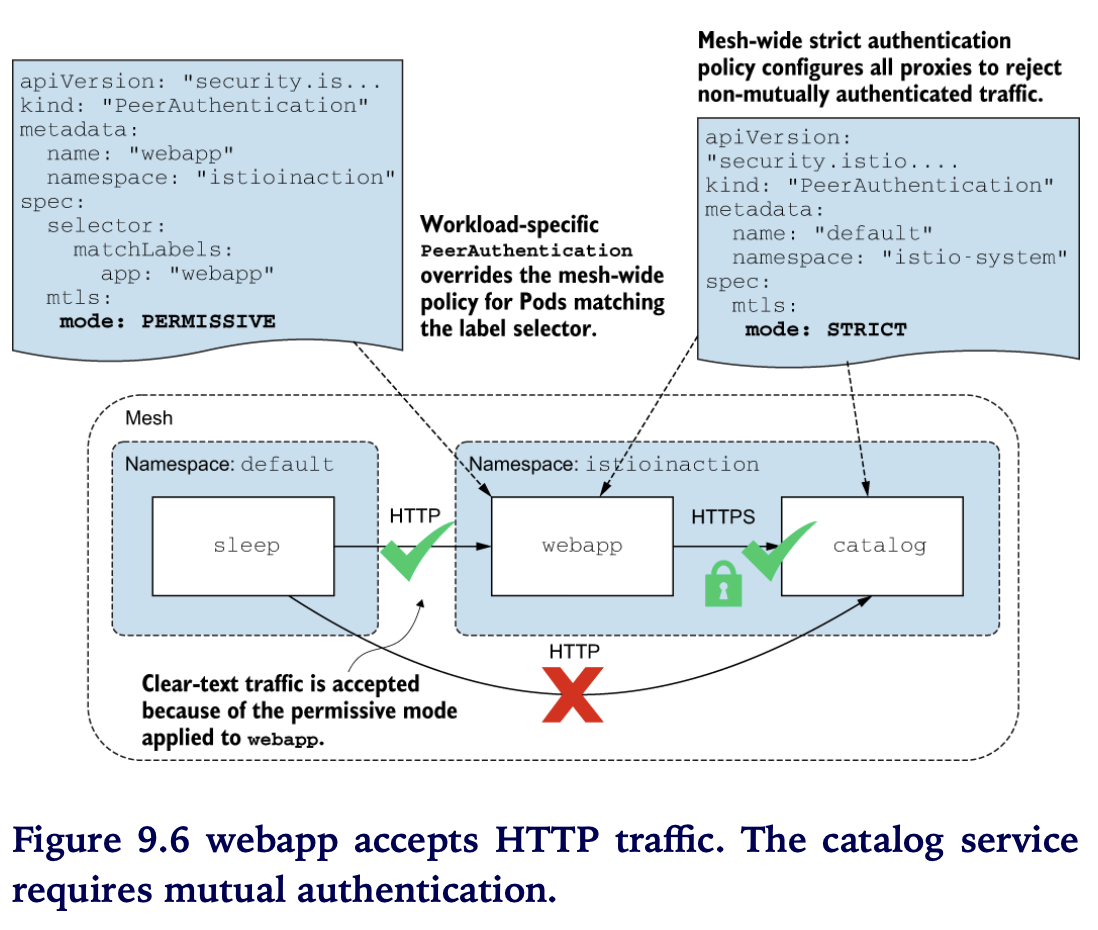 apiVersion: "security.is...
kind: "PeerAuthentication"
metadata:
  name: "webapp"
  namespace: "istioinaction"
spec:
  selector:
    matchLabels:
      app: "webapp"
  mtls:
   mode: PERMISSIVE
Workload-specific
PeerAuthentication
overrides the mesh-wide
policy for Pods matching
the label selector.
Mesh-wide strict authentication
policy configures all proxies to reject
non-mutually authenticated traffic.
apiVersion:
"security.istio....
kind: "PeerAuthentication"
metadata:
  name: "default"
  namespace: "istio-system"
spec:
  mtls:
   mode: STRICT
Mesh
Namespace: default
Namespace: istioinaction
sleep
HTTP
webapp
HTTPS
catalog
HTTP
Clear-text traffic is accepted
because of the permissive mode
applied to webapp.
Figure 9.6 webapp accepts HTTP traffic. The catalog service
requires mutual authentication.